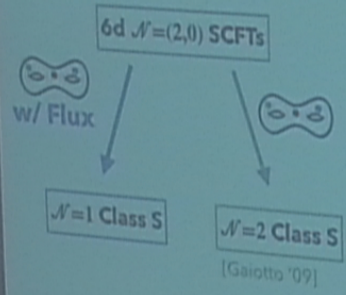 6d 𝒩=(2,0) SCFTs
w/ Flux
𝒩=1 Class S
𝒩=2 Class S
[Gaiotto '09]